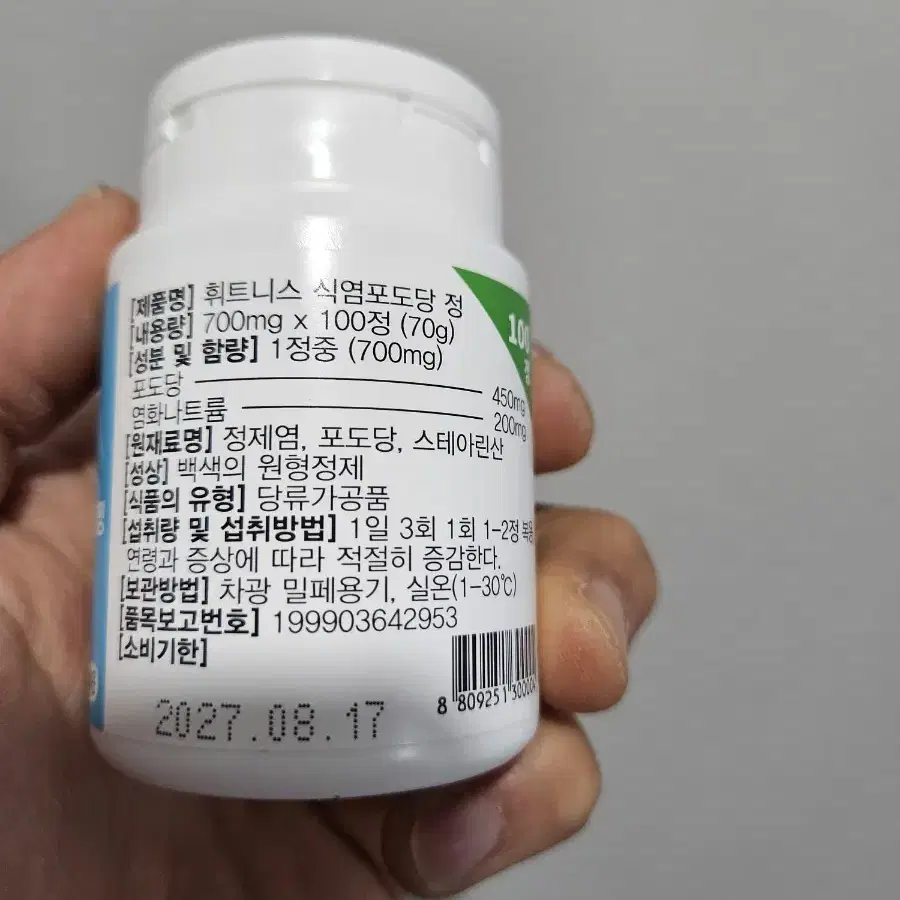 [제품명] 휘트니스 식염포도당 정
[내용량] 700mg x 100정 (70g)
[성분 및 함량] 1정중 (700mg)
포도당 450mg
염화나트륨 200mg
[원재료명] 정제염, 포도당, 스테아린산
[성상] 백색의 원형정제
[식품의 유형] 당류가공품
[섭취량 및 섭취방법] 1일 3회 1회 1-2정 복용
연령과 증상에 따라 적절히 증감한다.
[보관방법] 차광 밀폐용기, 실온(1-30℃)
[품목보고번호] 199903642953
[소비기한]
2027.08.17
100
정